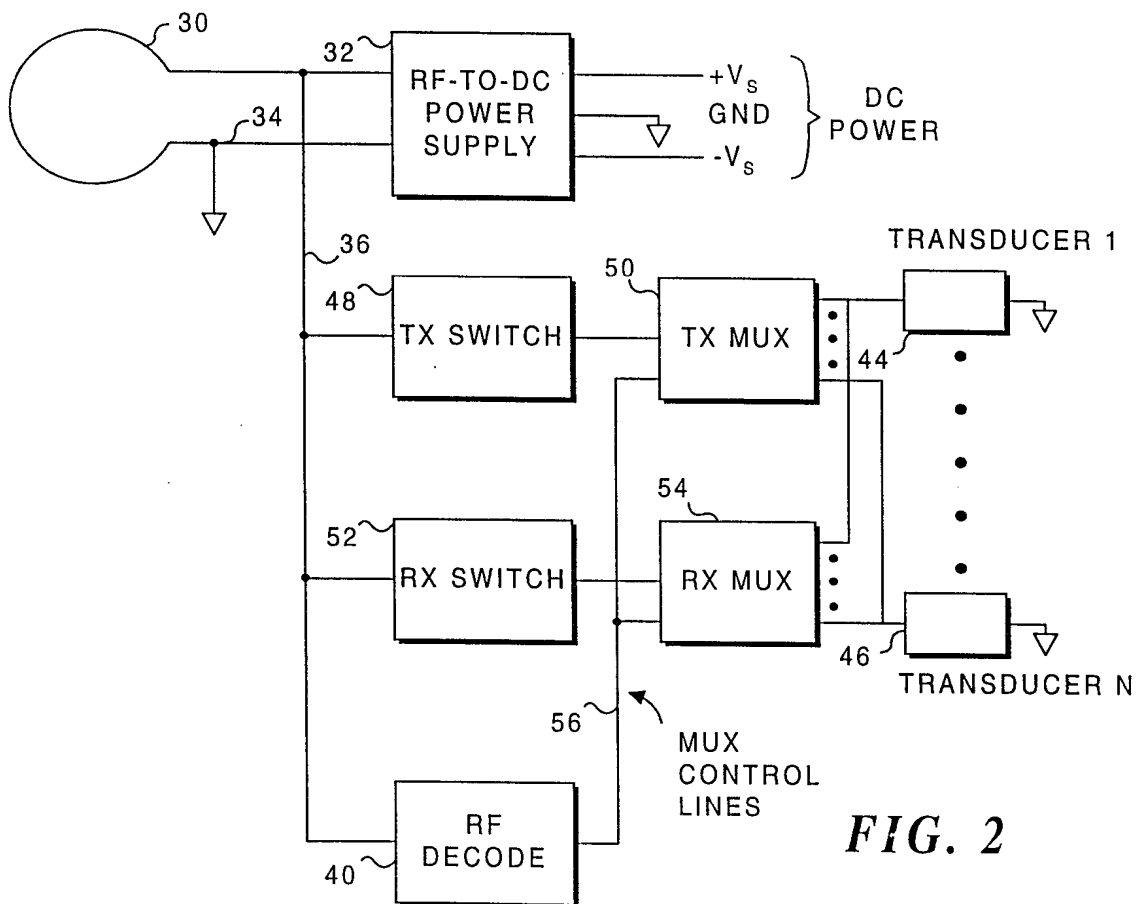 30
32
RF-TO-DC
POWER
SUPPLY
+VS
GND
-VS
DC
POWER
34
36
48
TX SWITCH
50
TX MUX
TRANSDUCER 1
44
52
RX SWITCH
54
RX MUX
46
TRANSDUCER N
56
MUX
CONTROL
LINES
RF
DECODE
40
FIG. 2